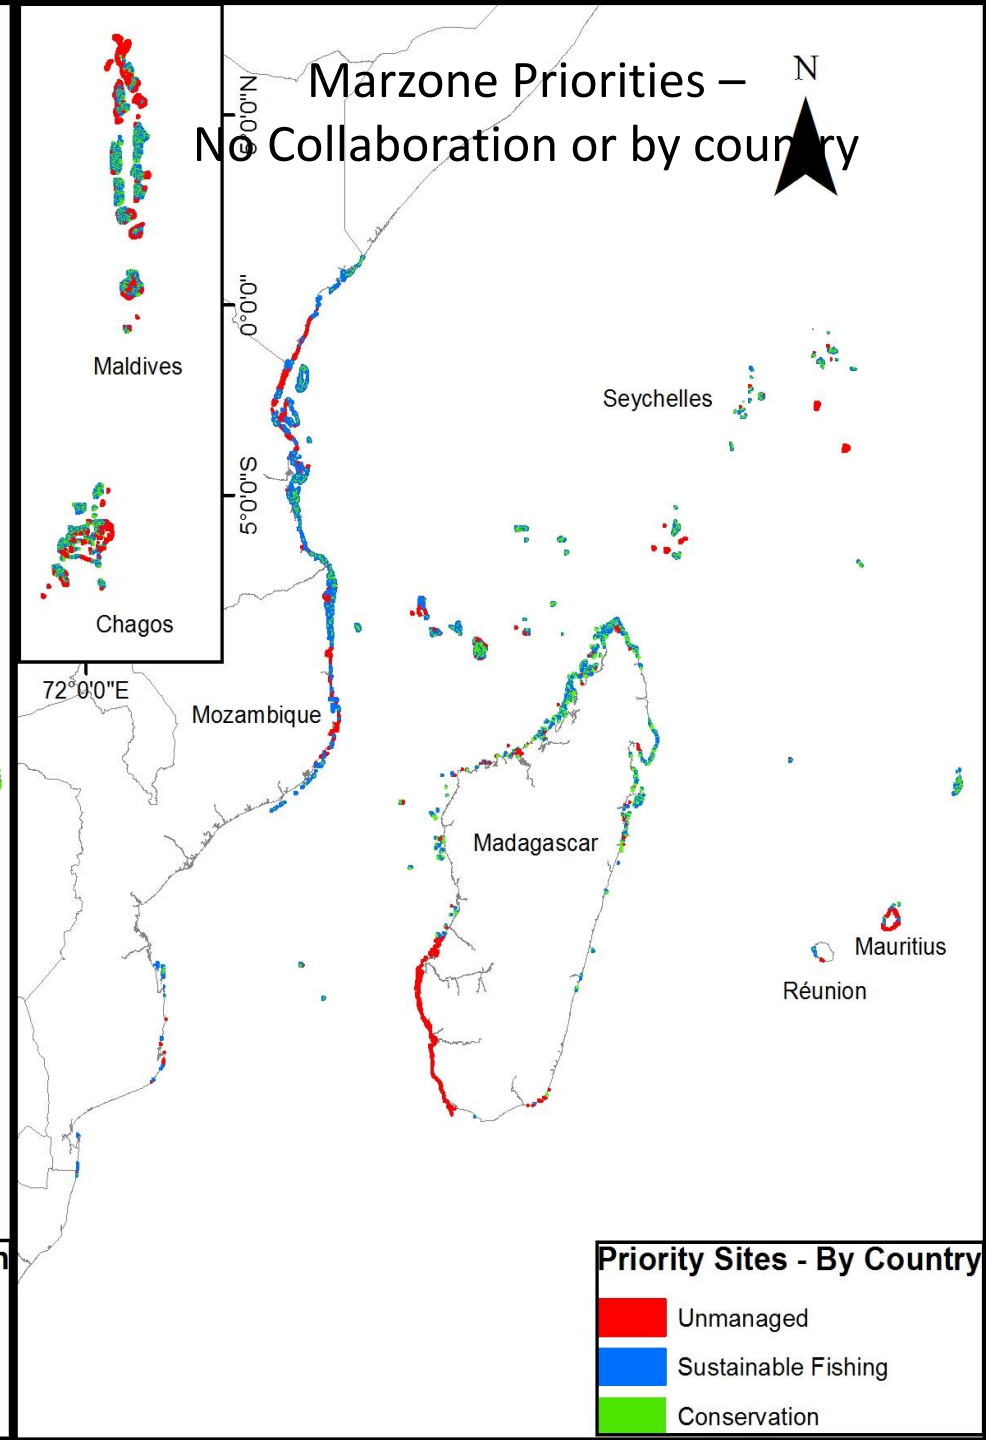 Marzone Priorities –
No Collaboration or by country
N
5°0'0"N
0°0'0"
5°0'0"S
Maldives
Seychelles
Chagos
72°0'0"E
Mozambique
Madagascar
Mauritius
Réunion
Priority Sites - By Country
Unmanaged
Sustainable Fishing
Conservation